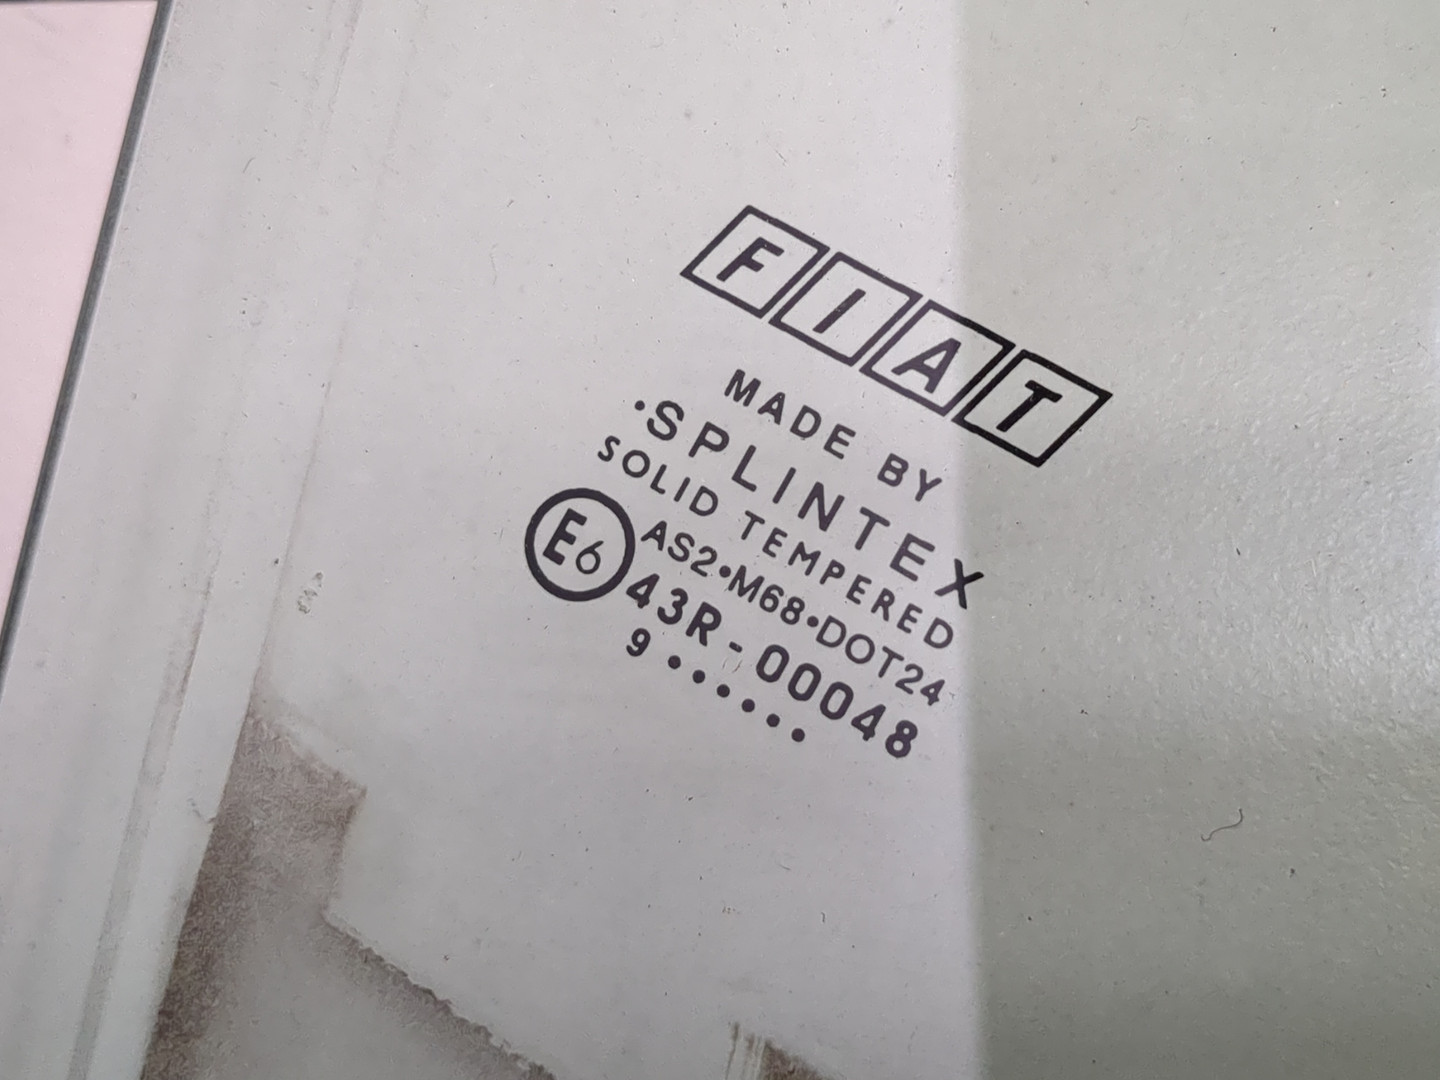 FIAT
MADE BY
·SPLINTEX
SOLID TEMPERED
E6 AS2•M68•DOT24
43R-00048
9 ••••••